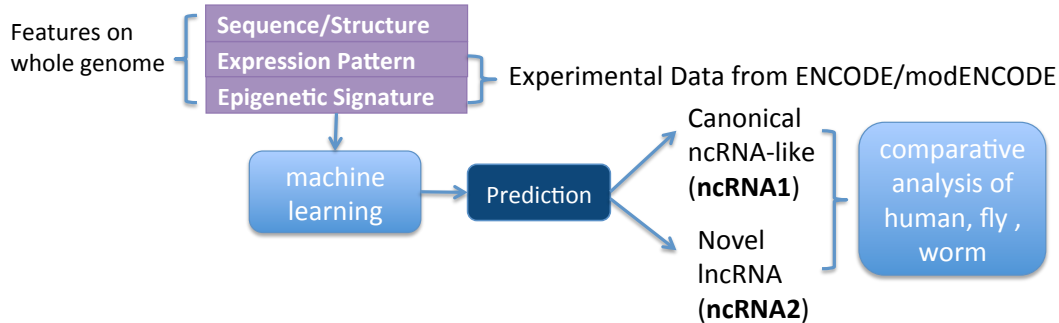 Features on
whole genome
Sequence/Structure
Expression Pattern
Epigenetic Signature
Experimental Data from ENCODE/modENCODE
machine
learning
Prediction
Canonical
ncRNA-like
(ncRNA1)
Novel
lncRNA
(ncRNA2)
comparative
analysis of
human, fly ,
worm